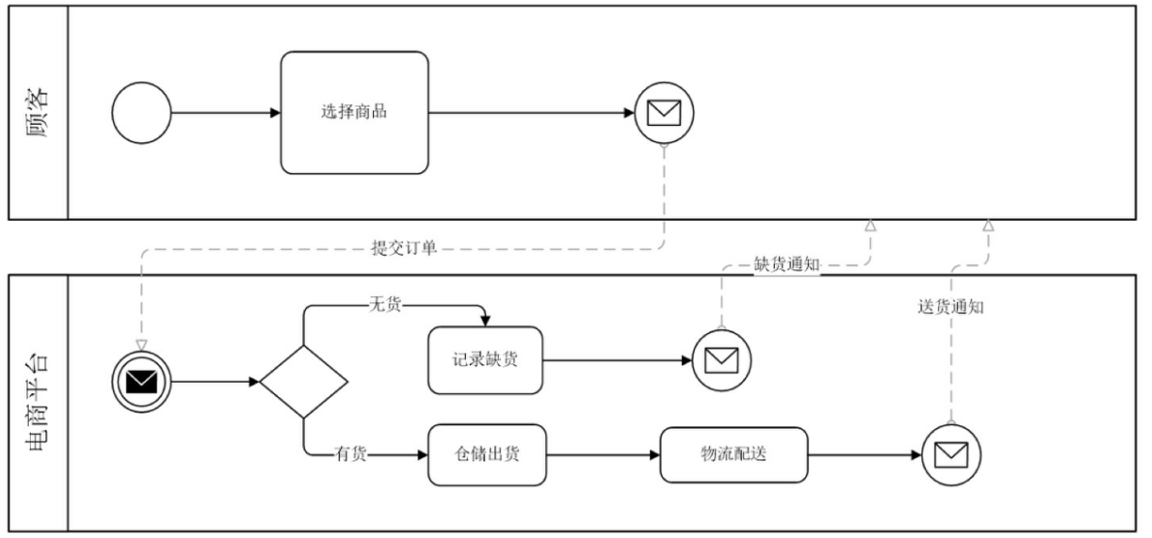 顾客
选择商品
提交订单
缺货通知
送货通知
电商平台
无货
记录缺货
有货
仓储出货
物流配送